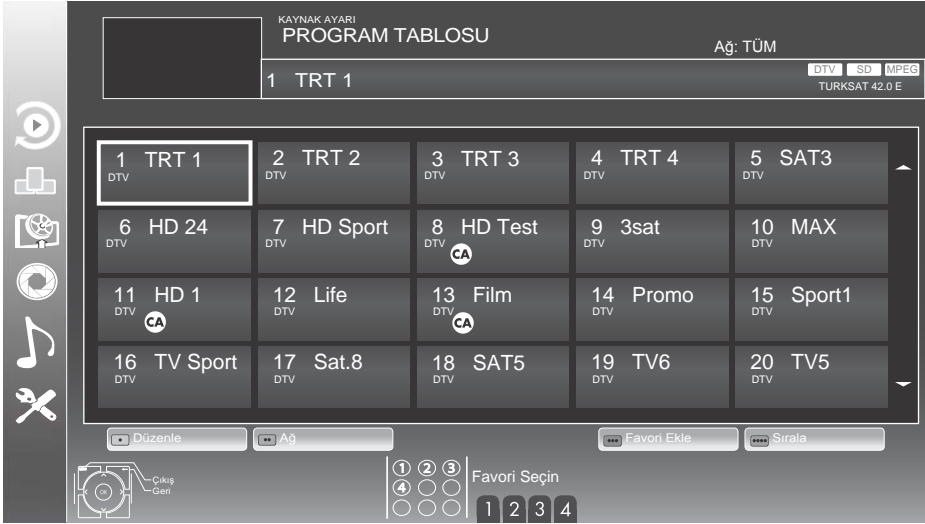 KAYNAK AYARI
PROGRAM TABLOSU
Ağ: TÜM
1 TRT 1
DTV SD MPEG
TURKSAT 42.0 E
1 TRT 1
DTV
2 TRT 2
DTV
3 TRT 3
DTV
4 TRT 4
DTV
5 SAT3
DTV
6 HD 24
DTV
7 HD Sport
DTV
8 HD Test
DTV
CA
9 3sat
DTV
10 MAX
DTV
11 HD 1
DTV
CA
12 Life
DTV
13 Film
DTV
CA
14 Promo
DTV
15 Sport1
DTV
16 TV Sport
DTV
17 Sat.8
DTV
18 SAT5
DTV
19 TV6
DTV
20 TV5
DTV
Düzenle
Ağ
Favori Ekle
Sırala
OK
Çıkış
Geri
1 2 3
4
Favori Seçin
1 2 3 4